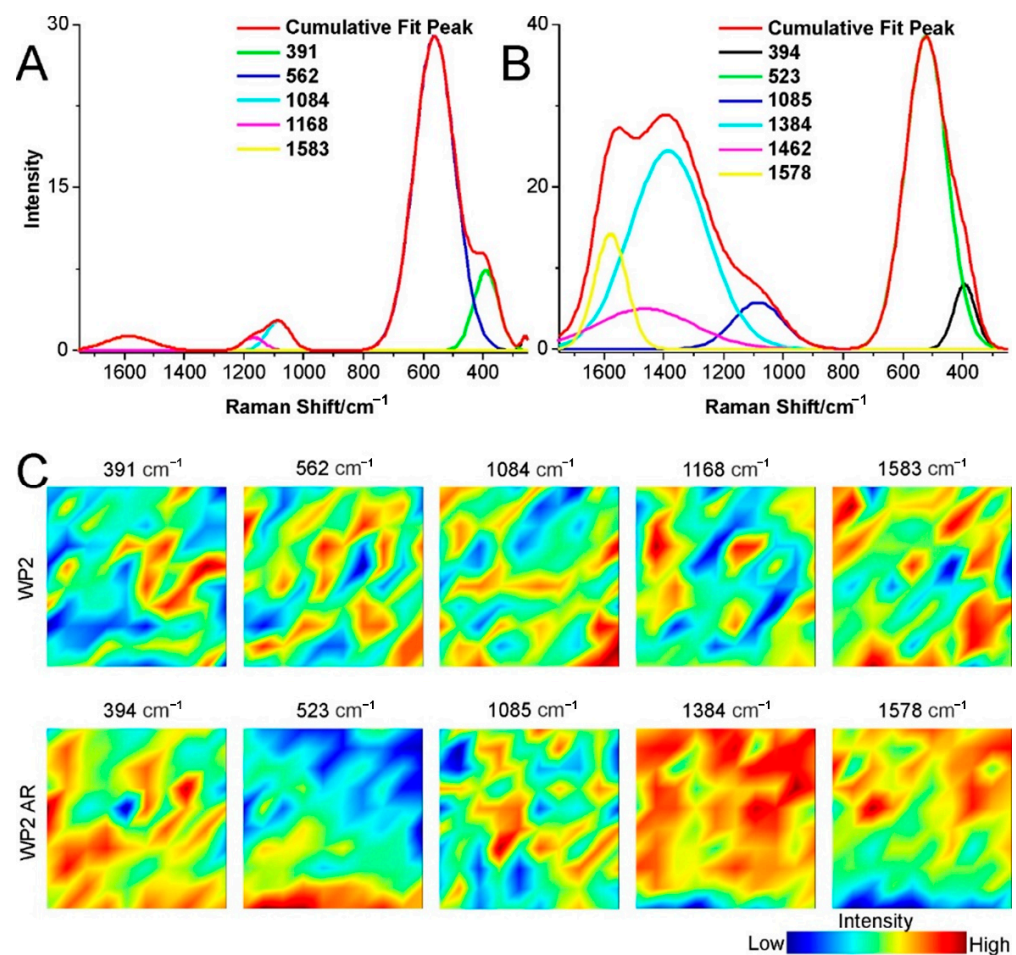 A
30
15
0
Intensity
Cumulative Fit Peak
391
562
1084
1168
1583
1600 1400 1200 1000 800 600 400
Raman Shift/cm⁻¹
B
40
20
0
Cumulative Fit Peak
394
523
1085
1384
1462
1578
1600 1400 1200 1000 800 600 400
Raman Shift/cm⁻¹
C
391 cm⁻¹ 562 cm⁻¹ 1084 cm⁻¹ 1168 cm⁻¹ 1583 cm⁻¹
WP2
394 cm⁻¹ 523 cm⁻¹ 1085 cm⁻¹ 1384 cm⁻¹ 1578 cm⁻¹
WP2 AR
Intensity
Low High